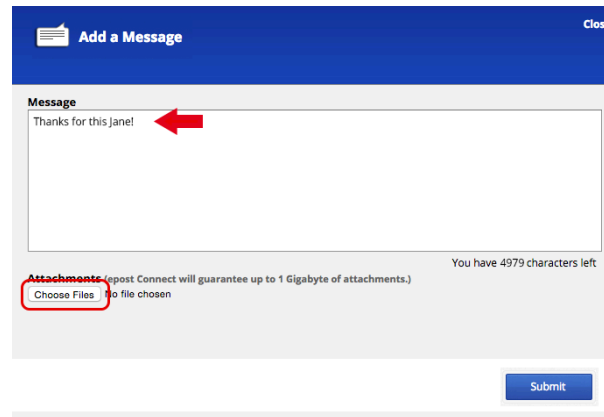 Clos
Add a Message
Message
Thanks for this Jane!
You have 4979 characters left
Attachments (epost Connect will guarantee up to 1 Gigabyte of attachments.)
Choose Files No file chosen
Submit